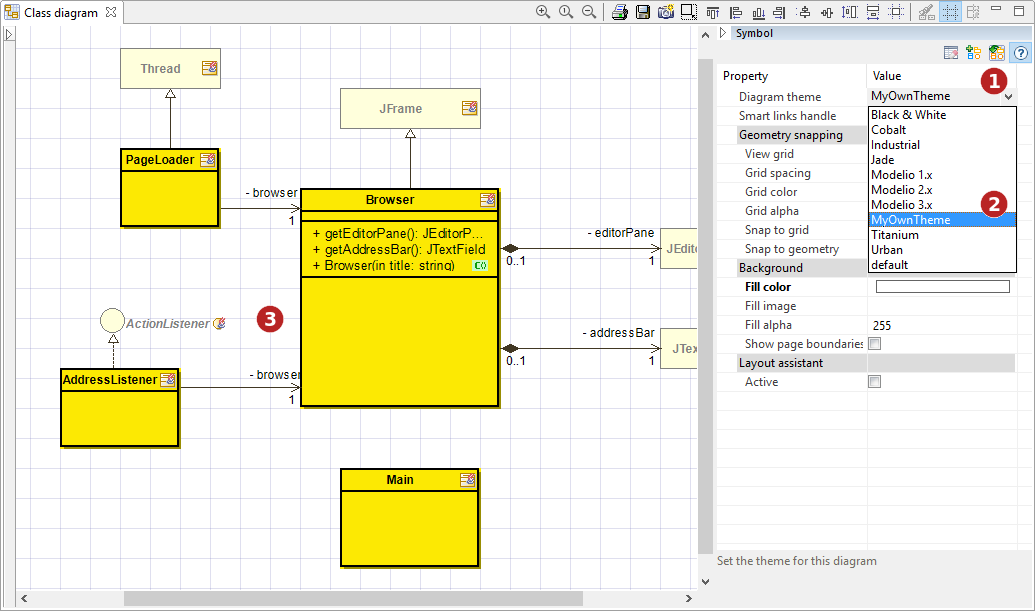 Class diagram
Symbol
Property Value
Diagram theme MyOwnTheme
1
Smart links handle
Geometry snapping
View grid
Grid spacing
Grid color
Grid alpha
Snap to grid
Snap to geometry
Background
Fill color
Fill image
Fill alpha 255
Show page boundaries
Layout assistant
Active
Black & White
Cobalt
Industrial
Jade
Modelio 1.x
Modelio 2.x
Modelio 3.x
2
MyOwnTheme
Titanium
Urban
default
Set the theme for this diagram
Thread
JFrame
PageLoader
- browser
1
Browser
+ getEditorPane(): JEditorP...
+ getAddressBar(): JTextField
+ Browser(in title: string)
- editorPane
0..1
1
JEdito
ActionListener
3
- addressBar
0..1
1
JTex
AddressListener
- browser
1
Main